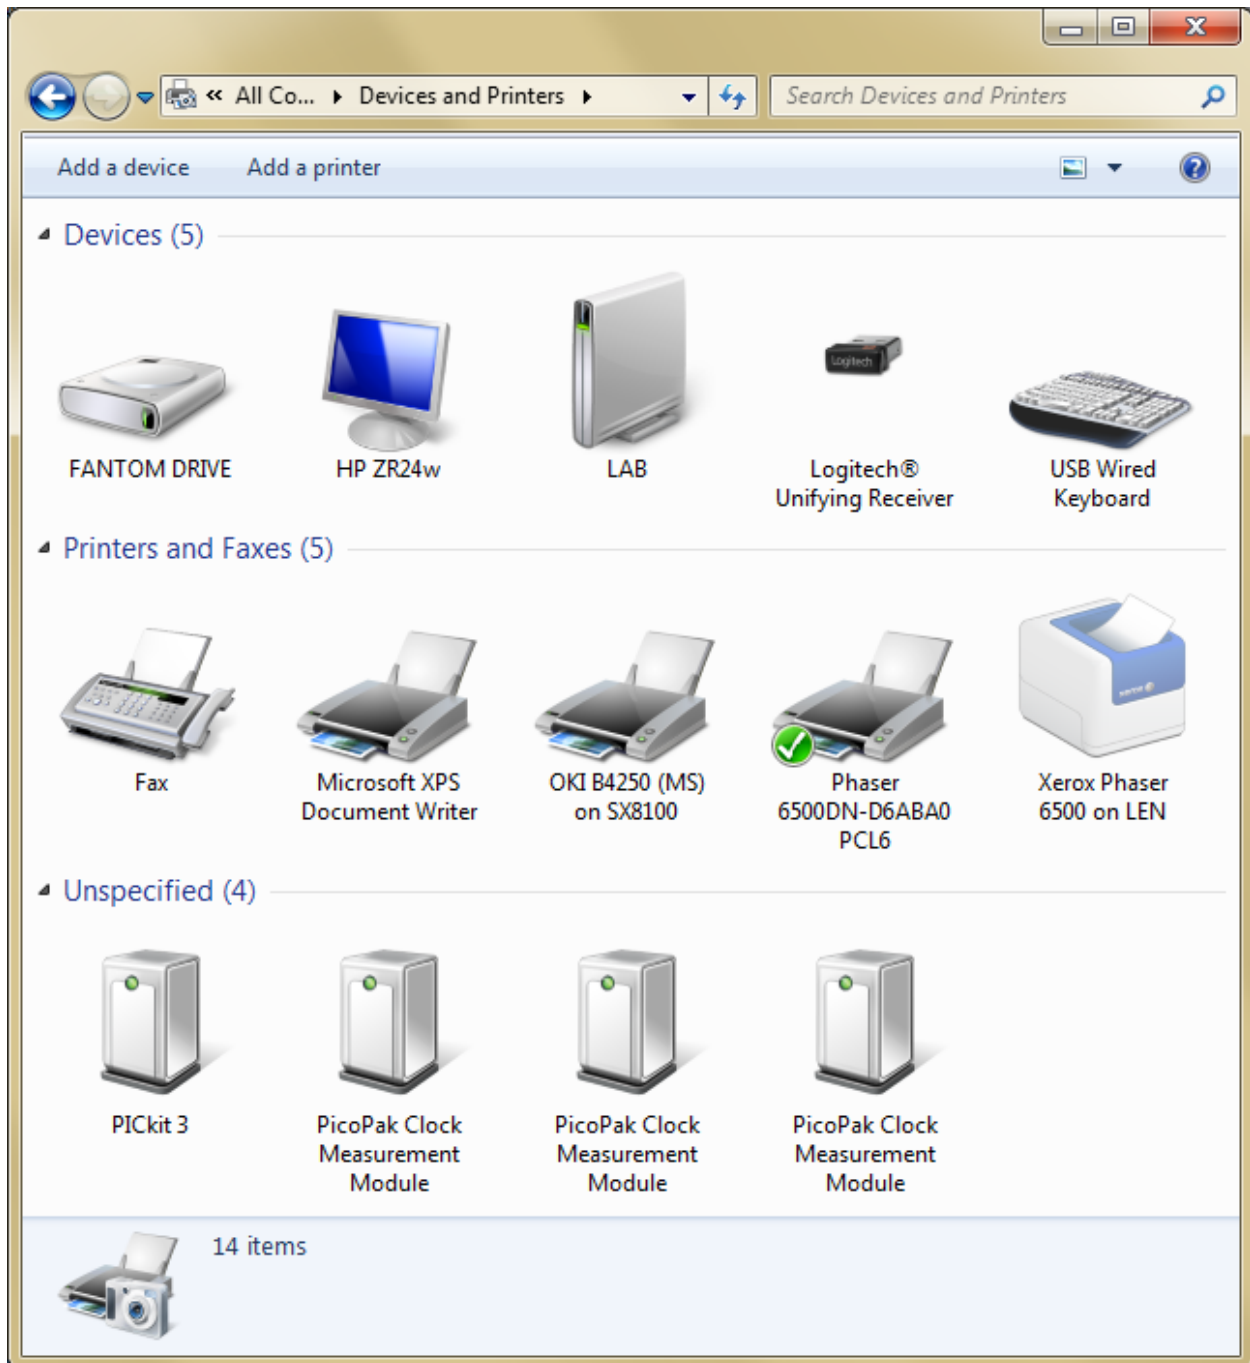 « All Co... ▸ Devices and Printers ▸
Search Devices and Printers
Add a device Add a printer
Devices (5)
Logitech
FANTOM DRIVE
HP ZR24w
LAB
Logitech®
Unifying Receiver
USB Wired
Keyboard
Printers and Faxes (5)
xerox
Fax
Microsoft XPS
Document Writer
OKI B4250 (MS)
on SX8100
Phaser
6500DN-D6ABA0
PCL6
Xerox Phaser
6500 on LEN
Unspecified (4)
PICkit 3
PicoPak Clock
Measurement
Module
PicoPak Clock
Measurement
Module
PicoPak Clock
Measurement
Module
14 items